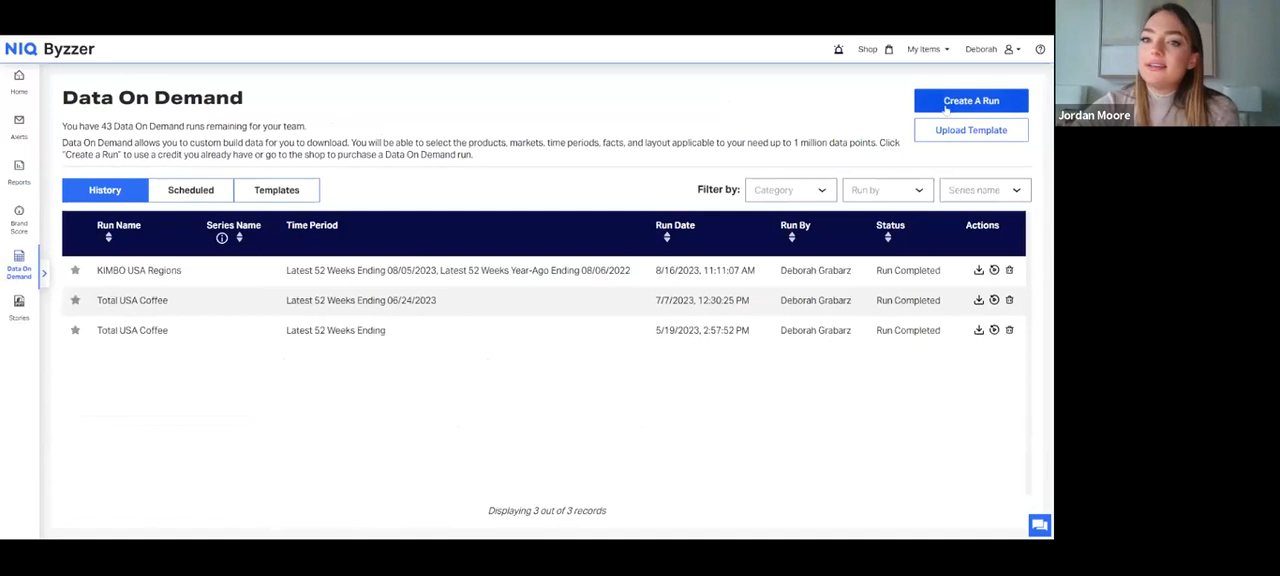 NIQ Byzzer
Shop
My Items
Deborah
Jordan Moore
Home
Alerts
Reports
Brand
Score
Data On
Demand
Stories
Data On Demand
Create A Run
Upload Template
You have 43 Data On Demand runs remaining for your team.
Data On Demand allows you to custom build data for you to download. You will be able to select the products, markets, time periods, facts, and layout applicable to your need up to 1 million data points. Click
"Create a Run" to use a credit you already have or go to the shop to purchase a Data On Demand run.
History Scheduled Templates Filter by: Category Run by Series name
Run Name Series Name Time Period Run Date Run By Status Actions
KIMBO USA Regions Latest 52 Weeks Ending 08/05/2023, Latest 52 Weeks Year-Ago Ending 08/06/2022 8/16/2023, 11:11:07 AM Deborah Grabarz Run Completed
Total USA Coffee Latest 52 Weeks Ending 06/24/2023 7/7/2023, 12:30:25 PM Deborah Grabarz Run Completed
Total USA Coffee Latest 52 Weeks Ending 5/19/2023, 2:57:52 PM Deborah Grabarz Run Completed
Displaying 3 out of 3 records